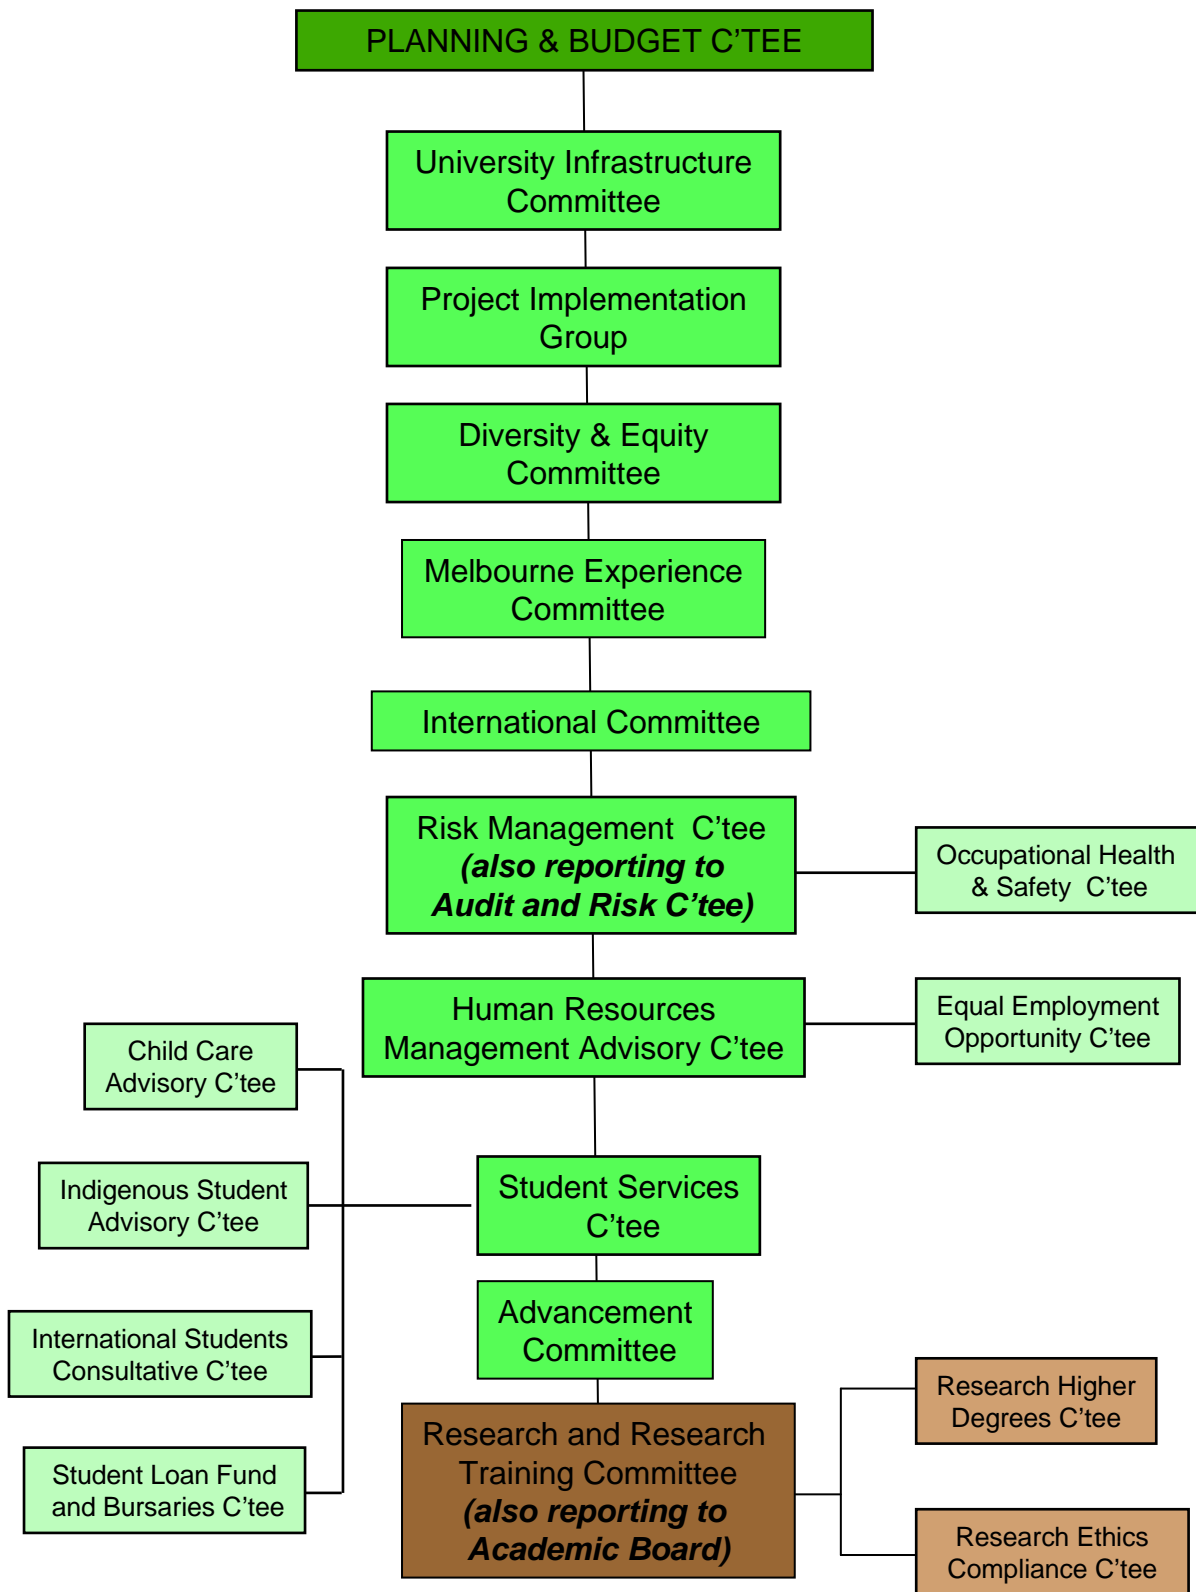 PLANNING & BUDGET C’TEE
University Infrastructure
Committee
Project Implementation
Group
Diversity & Equity
Committee
Melbourne Experience
Committee
International Committee
Risk Management C’tee
(also reporting to
Audit and Risk C’tee)
Occupational Health
& Safety C’tee
Human Resources
Management Advisory C’tee
Equal Employment
Opportunity C’tee
Child Care
Advisory C’tee
Indigenous Student
Advisory C’tee
Student Services
C’tee
International Students
Consultative C’tee
Advancement
Committee
Student Loan Fund
and Bursaries C’tee
Research and Research
Training Committee
(also reporting to
Academic Board)
Research Higher
Degrees C’tee
Research Ethics
Compliance C’tee